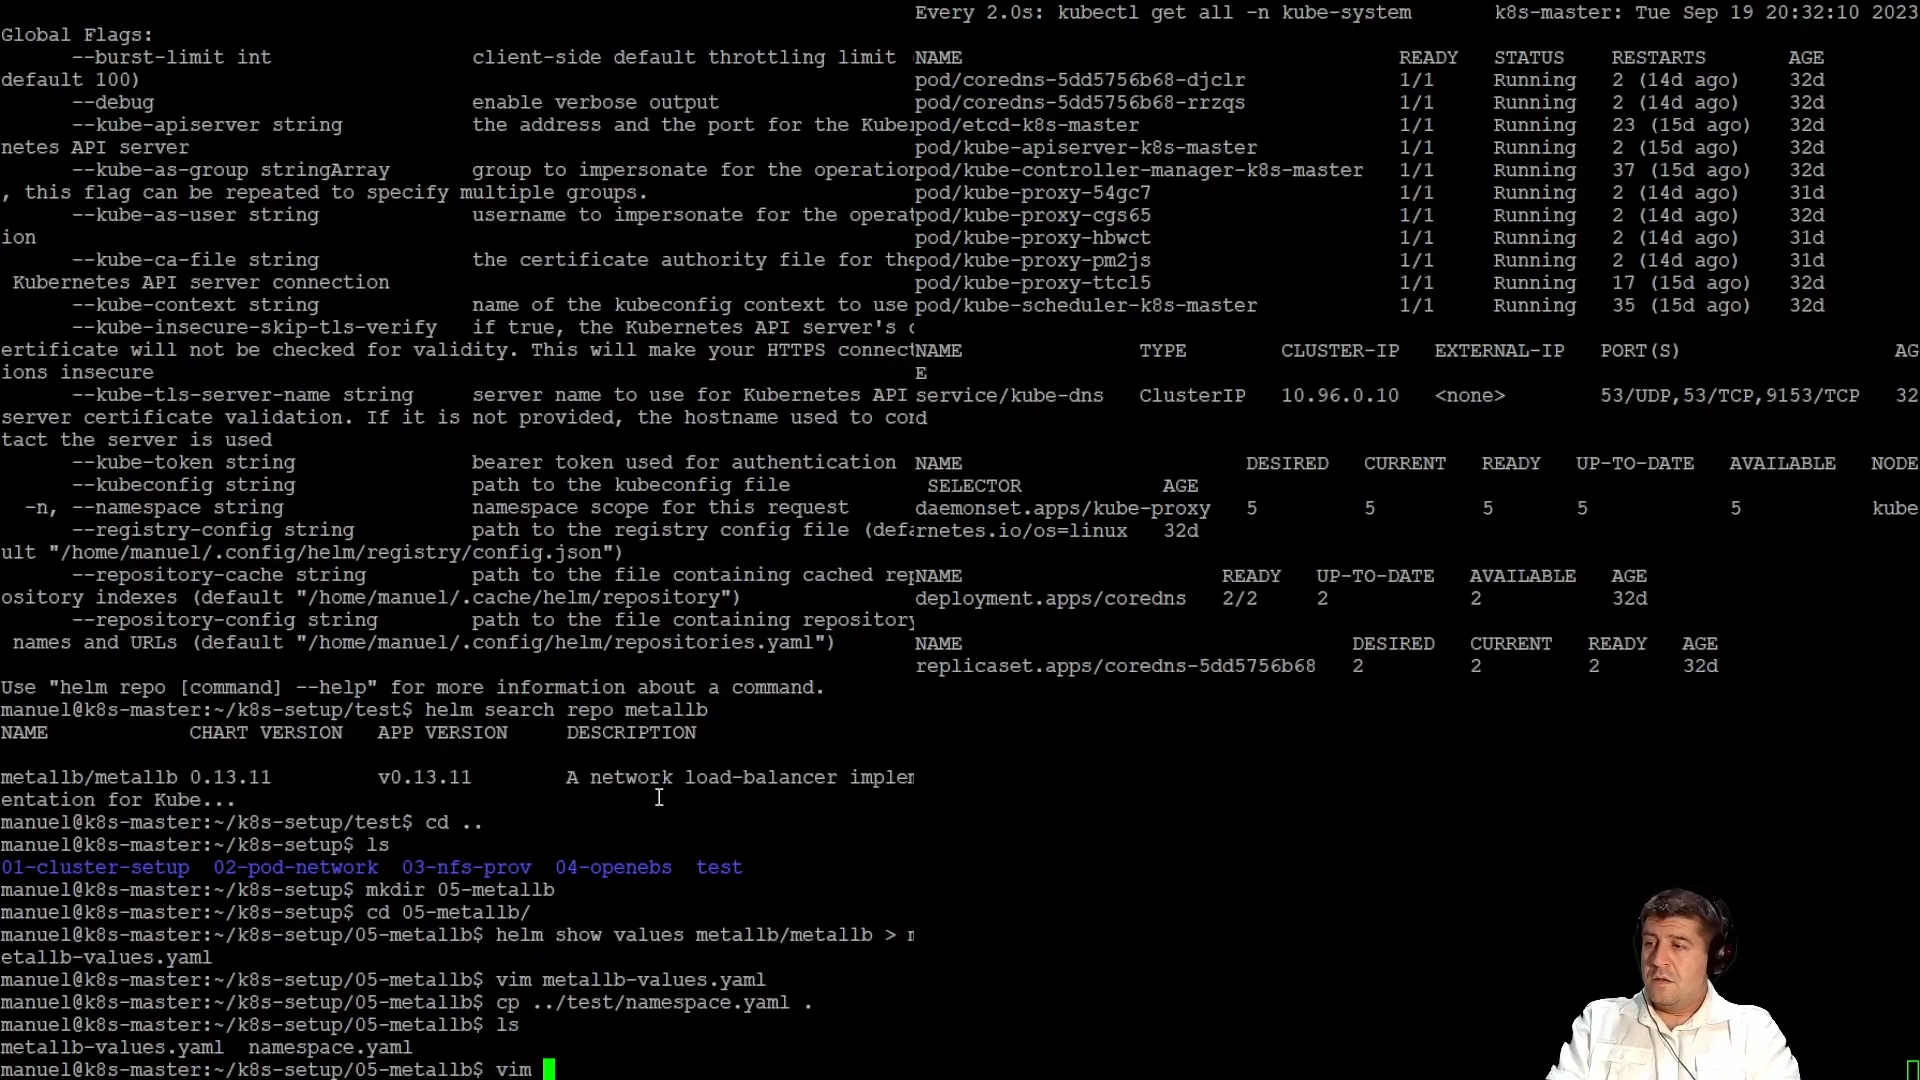 Global Flags:
--burst-limit int client-side default throttling limit
default 100)
--debug enable verbose output
--kube-apiserver string the address and the port for the Kube
netes API server
--kube-as-group stringArray group to impersonate for the operatio
, this flag can be repeated to specify multiple groups.
--kube-as-user string username to impersonate for the opera
ion
--kube-ca-file string the certificate authority file for the
Kubernetes API server connection
--kube-context string name of the kubeconfig context to use
--kube-insecure-skip-tls-verify if true, the Kubernetes API server's c
ertificate will not be checked for validity. This will make your HTTPS connect
ions insecure
--kube-tls-server-name string server name to use for Kubernetes API
server certificate validation. If it is not provided, the hostname used to con
tact the server is used
--kube-token string bearer token used for authentication
--kubeconfig string path to the kubeconfig file
-n, --namespace string namespace scope for this request
--registry-config string path to the registry config file (defa
ult "/home/manuel/.config/helm/registry/config.json")
--repository-cache string path to the file containing cached rep
ository indexes (default "/home/manuel/.cache/helm/repository")
--repository-config string path to the file containing repository
names and URLs (default "/home/manuel/.config/helm/repositories.yaml")
Use "helm repo [command] --help" for more information about a command.
manuel@k8s-master:~/k8s-setup/test$ helm search repo metallb
NAME CHART VERSION APP VERSION DESCRIPTION
metallb/metallb 0.13.11 v0.13.11 A network load-balancer implem
entation for Kube...
manuel@k8s-master:~/k8s-setup/test$ cd ..
manuel@k8s-master:~/k8s-setup$ ls
01-cluster-setup 02-pod-network 03-nfs-prov 04-openebs test
manuel@k8s-master:~/k8s-setup$ mkdir 05-metallb
manuel@k8s-master:~/k8s-setup$ cd 05-metallb/
manuel@k8s-master:~/k8s-setup/05-metallb$ helm show values metallb/metallb > m
etallb-values.yaml
manuel@k8s-master:~/k8s-setup/05-metallb$ vim metallb-values.yaml
manuel@k8s-master:~/k8s-setup/05-metallb$ cp ../test/namespace.yaml .
manuel@k8s-master:~/k8s-setup/05-metallb$ ls
metallb-values.yaml namespace.yaml
manuel@k8s-master:~/k8s-setup/05-metallb$ vim
Every 2.0s: kubectl get all -n kube-system k8s-master: Tue Sep 19 20:32:10 2023
NAME READY STATUS RESTARTS AGE
pod/coredns-5dd5756b68-djclr 1/1 Running 2 (14d ago) 32d
pod/coredns-5dd5756b68-rrzqs 1/1 Running 2 (14d ago) 32d
pod/etcd-k8s-master 1/1 Running 23 (15d ago) 32d
pod/kube-apiserver-k8s-master 1/1 Running 2 (15d ago) 32d
pod/kube-controller-manager-k8s-master 1/1 Running 37 (15d ago) 32d
pod/kube-proxy-54gc7 1/1 Running 2 (14d ago) 31d
pod/kube-proxy-cgs65 1/1 Running 2 (14d ago) 32d
pod/kube-proxy-hbwct 1/1 Running 2 (14d ago) 31d
pod/kube-proxy-pm2js 1/1 Running 2 (14d ago) 31d
pod/kube-proxy-ttcl5 1/1 Running 17 (15d ago) 32d
pod/kube-scheduler-k8s-master 1/1 Running 35 (15d ago) 32d
NAME TYPE CLUSTER-IP EXTERNAL-IP PORT(S) AG
E
service/kube-dns ClusterIP 10.96.0.10 <none> 53/UDP,53/TCP,9153/TCP 32
d
NAME DESIRED CURRENT READY UP-TO-DATE AVAILABLE NODE
SELECTOR AGE
daemonset.apps/kube-proxy 5 5 5 5 5 kube
rnetes.io/os=linux 32d
NAME READY UP-TO-DATE AVAILABLE AGE
deployment.apps/coredns 2/2 2 2 32d
NAME DESIRED CURRENT READY AGE
replicaset.apps/coredns-5dd5756b68 2 2 2 32d